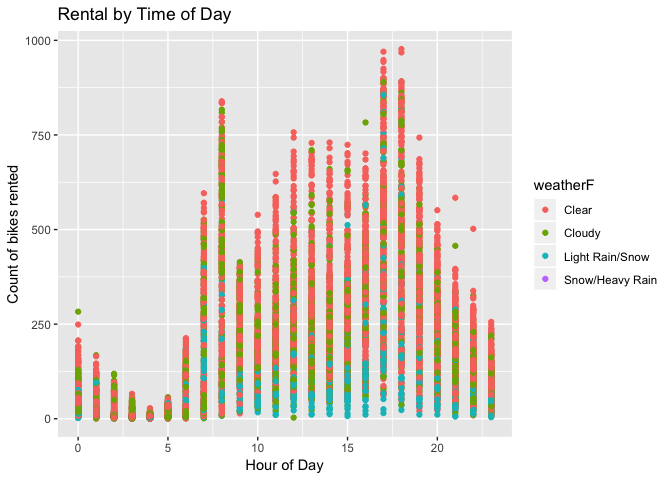 Rental by Time of Day
1000
750
500
250
0
Count of bikes rented
0 5 10 15 20
Hour of Day
weatherF
Clear
Cloudy
Light Rain/Snow
Snow/Heavy Rain